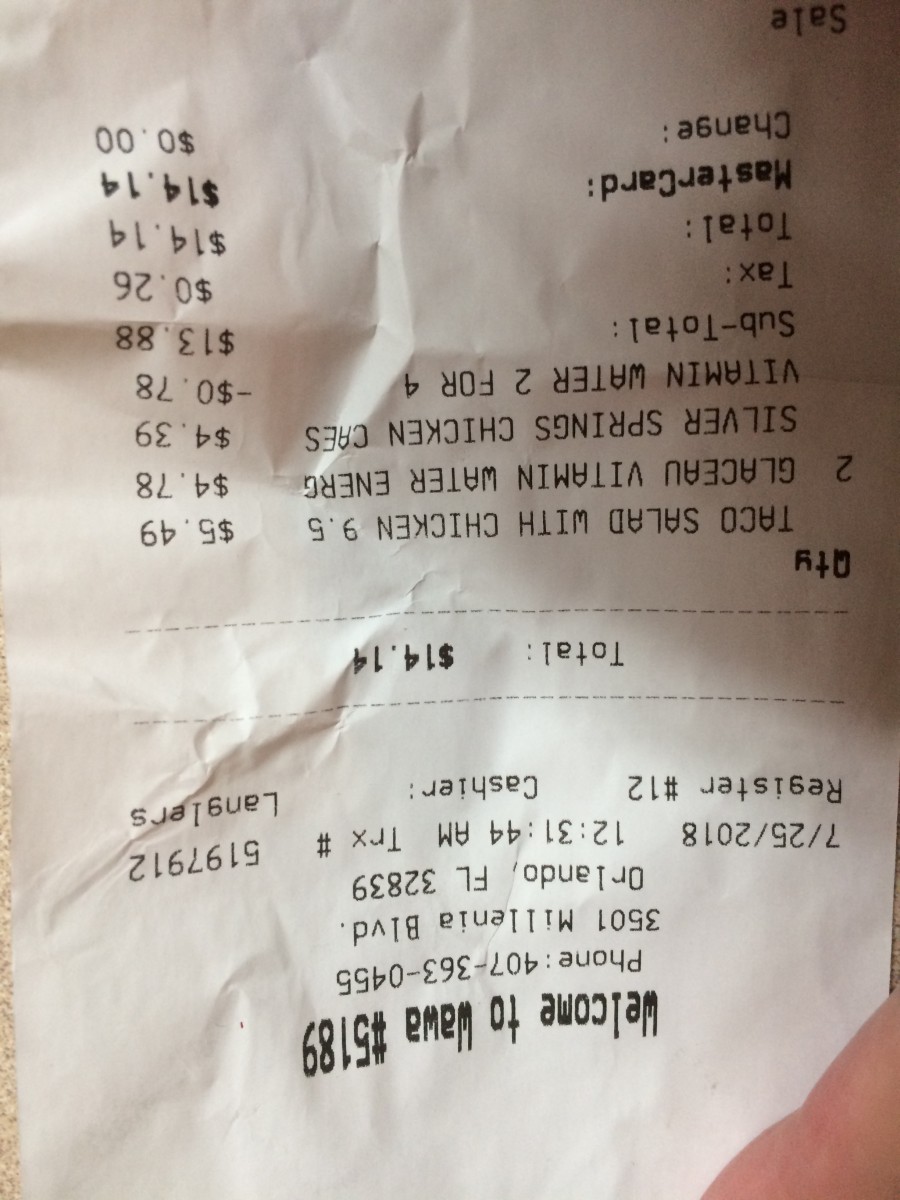 Welcome to Wawa #5189
Phone:407-363-0455
3501 Millenia Blvd.
Orlando, FL 32839
7/25/2018 12:31:44 AM Trx # 5197912
Register #12 Cashier: Langlers
Total: $14.14
Qty
TACO SALAD WITH CHICKEN 9.5 $5.49
2 GLACEAU VITAMIN WATER ENERG $4.78
SILVER SPRINGS CHICKEN CAES $4.39
VITAMIN WATER 2 FOR 4 -$0.78
Sub-Total: $13.88
Tax: $0.26
Total: $14.14
MasterCard: $14.14
Change: $0.00
Sale